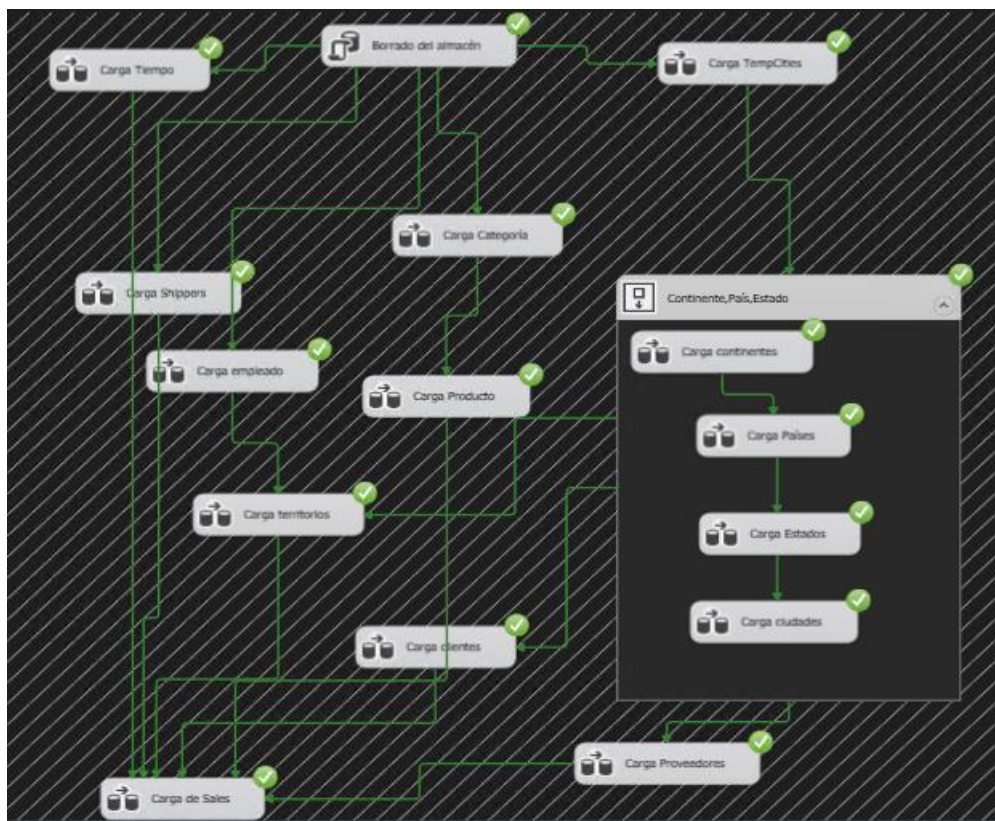 Borrado del almacén
Carga Tiempo
Carga TempCities
Carga Categoría
Carga Shippers
Continente,País,Estado
Carga continentes
Carga empleado
Carga Producto
Carga Países
Carga territorios
Carga Estados
Carga ciudades
Carga clientes
Carga Proveedores
Carga de Sales